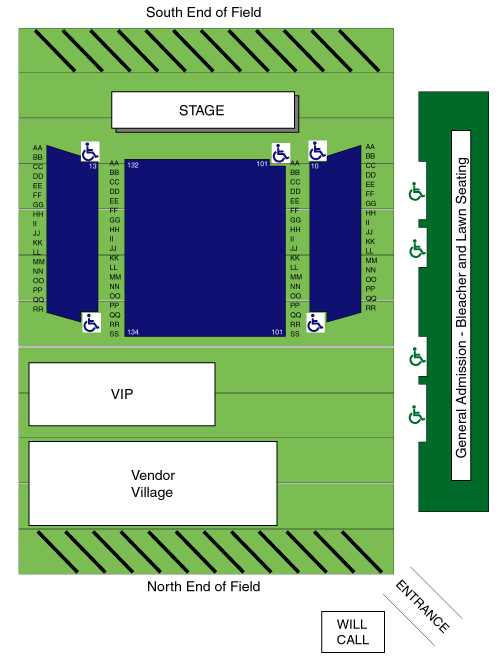 South End of Field
STAGE
AA
BB
CC
DD
EE
FF
GG
HH
II
JJ
KK
LL
MM
NN
OO
PP
QQ
RR
13
AA
BB
CC
DD
EE
FF
GG
HH
II
JJ
KK
LL
MM
NN
OO
PP
QQ
RR
SS
132
101
134
101
AA
BB
CC
DD
EE
FF
GG
HH
II
JJ
KK
LL
MM
NN
OO
PP
QQ
RR
SS
10
AA
BB
CC
DD
EE
FF
GG
HH
II
JJ
KK
LL
MM
NN
OO
PP
QQ
RR
General Admission - Bleacher and Lawn Seating
VIP
Vendor
Village
North End of Field
ENTRANCE
WILL
CALL